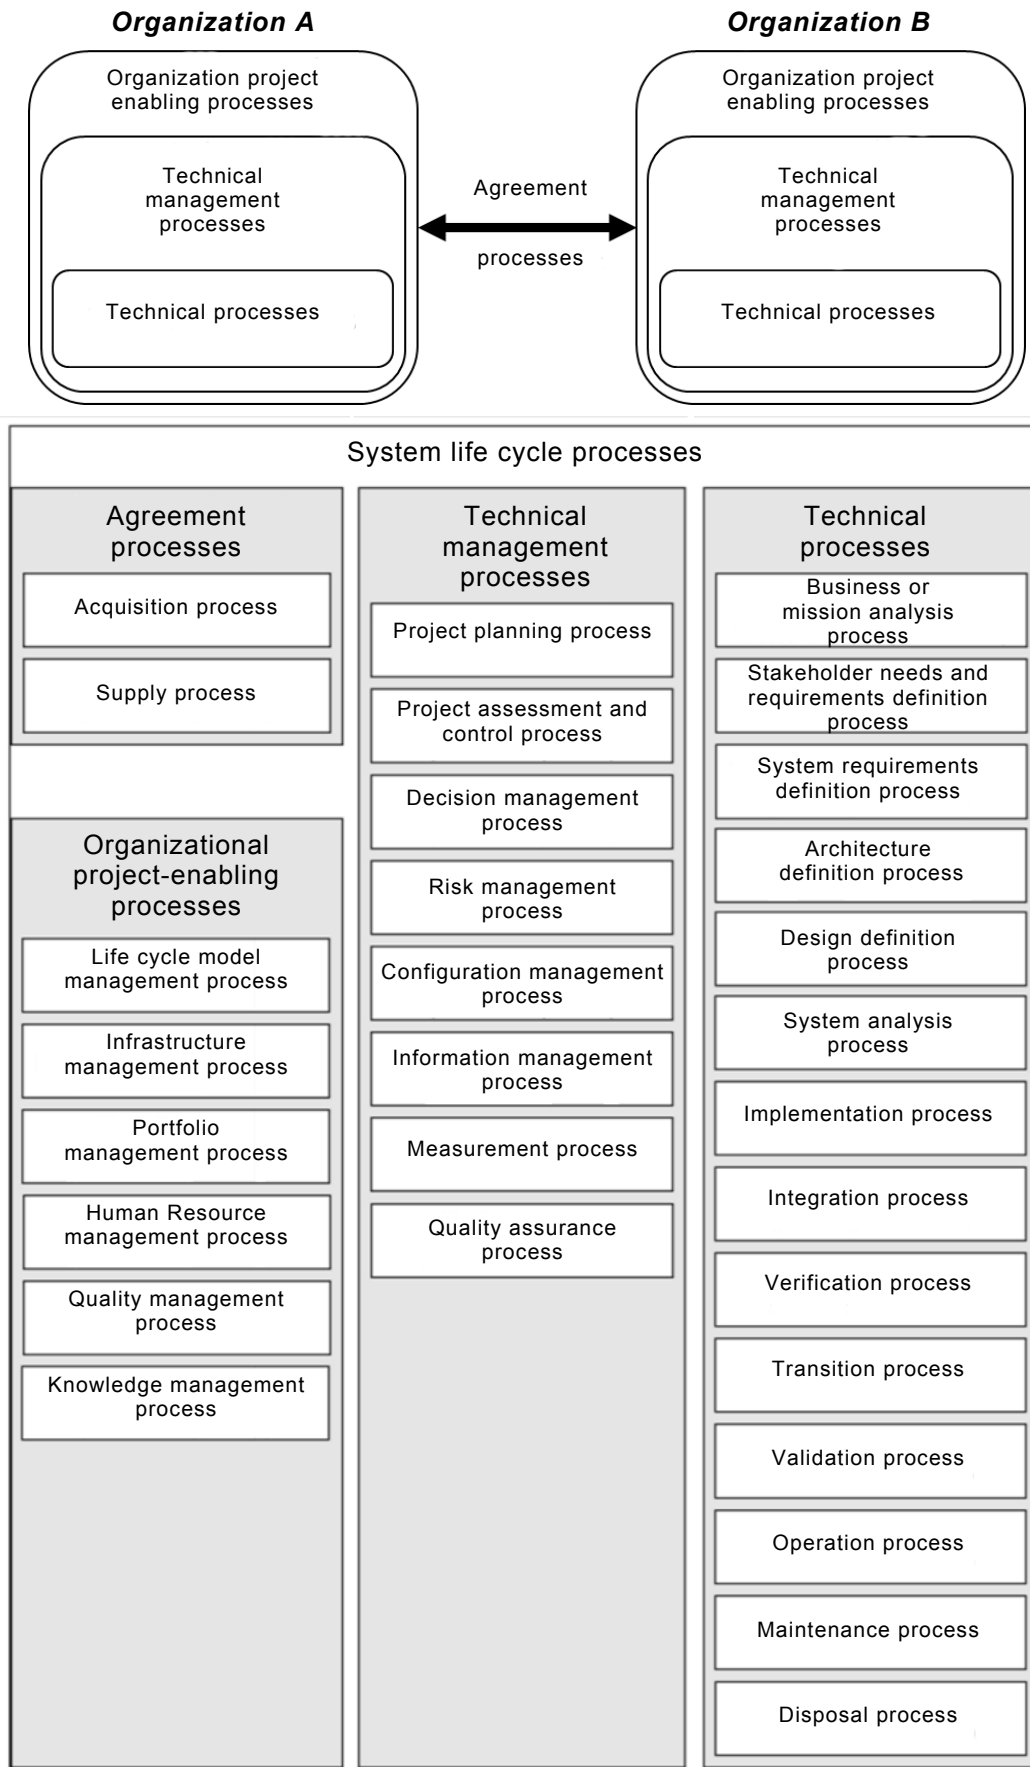 Organization A
Organization B
Organization project
enabling processes
Technical
management
processes
Technical processes
Agreement
processes
Organization project
enabling processes
Technical
management
processes
Technical processes
System life cycle processes
Agreement
processes
Acquisition process
Supply process
Organizational
project-enabling
processes
Life cycle model
management process
Infrastructure
management process
Portfolio
management process
Human Resource
management process
Quality management
process
Knowledge management
process
Technical
management
processes
Project planning process
Project assessment and
control process
Decision management
process
Risk management
process
Configuration management
process
Information management
process
Measurement process
Quality assurance
process
Technical
processes
Business or
mission analysis
process
Stakeholder needs and
requirements definition
process
System requirements
definition process
Architecture
definition process
Design definition
process
System analysis
process
Implementation process
Integration process
Verification process
Transition process
Validation process
Operation process
Maintenance process
Disposal process